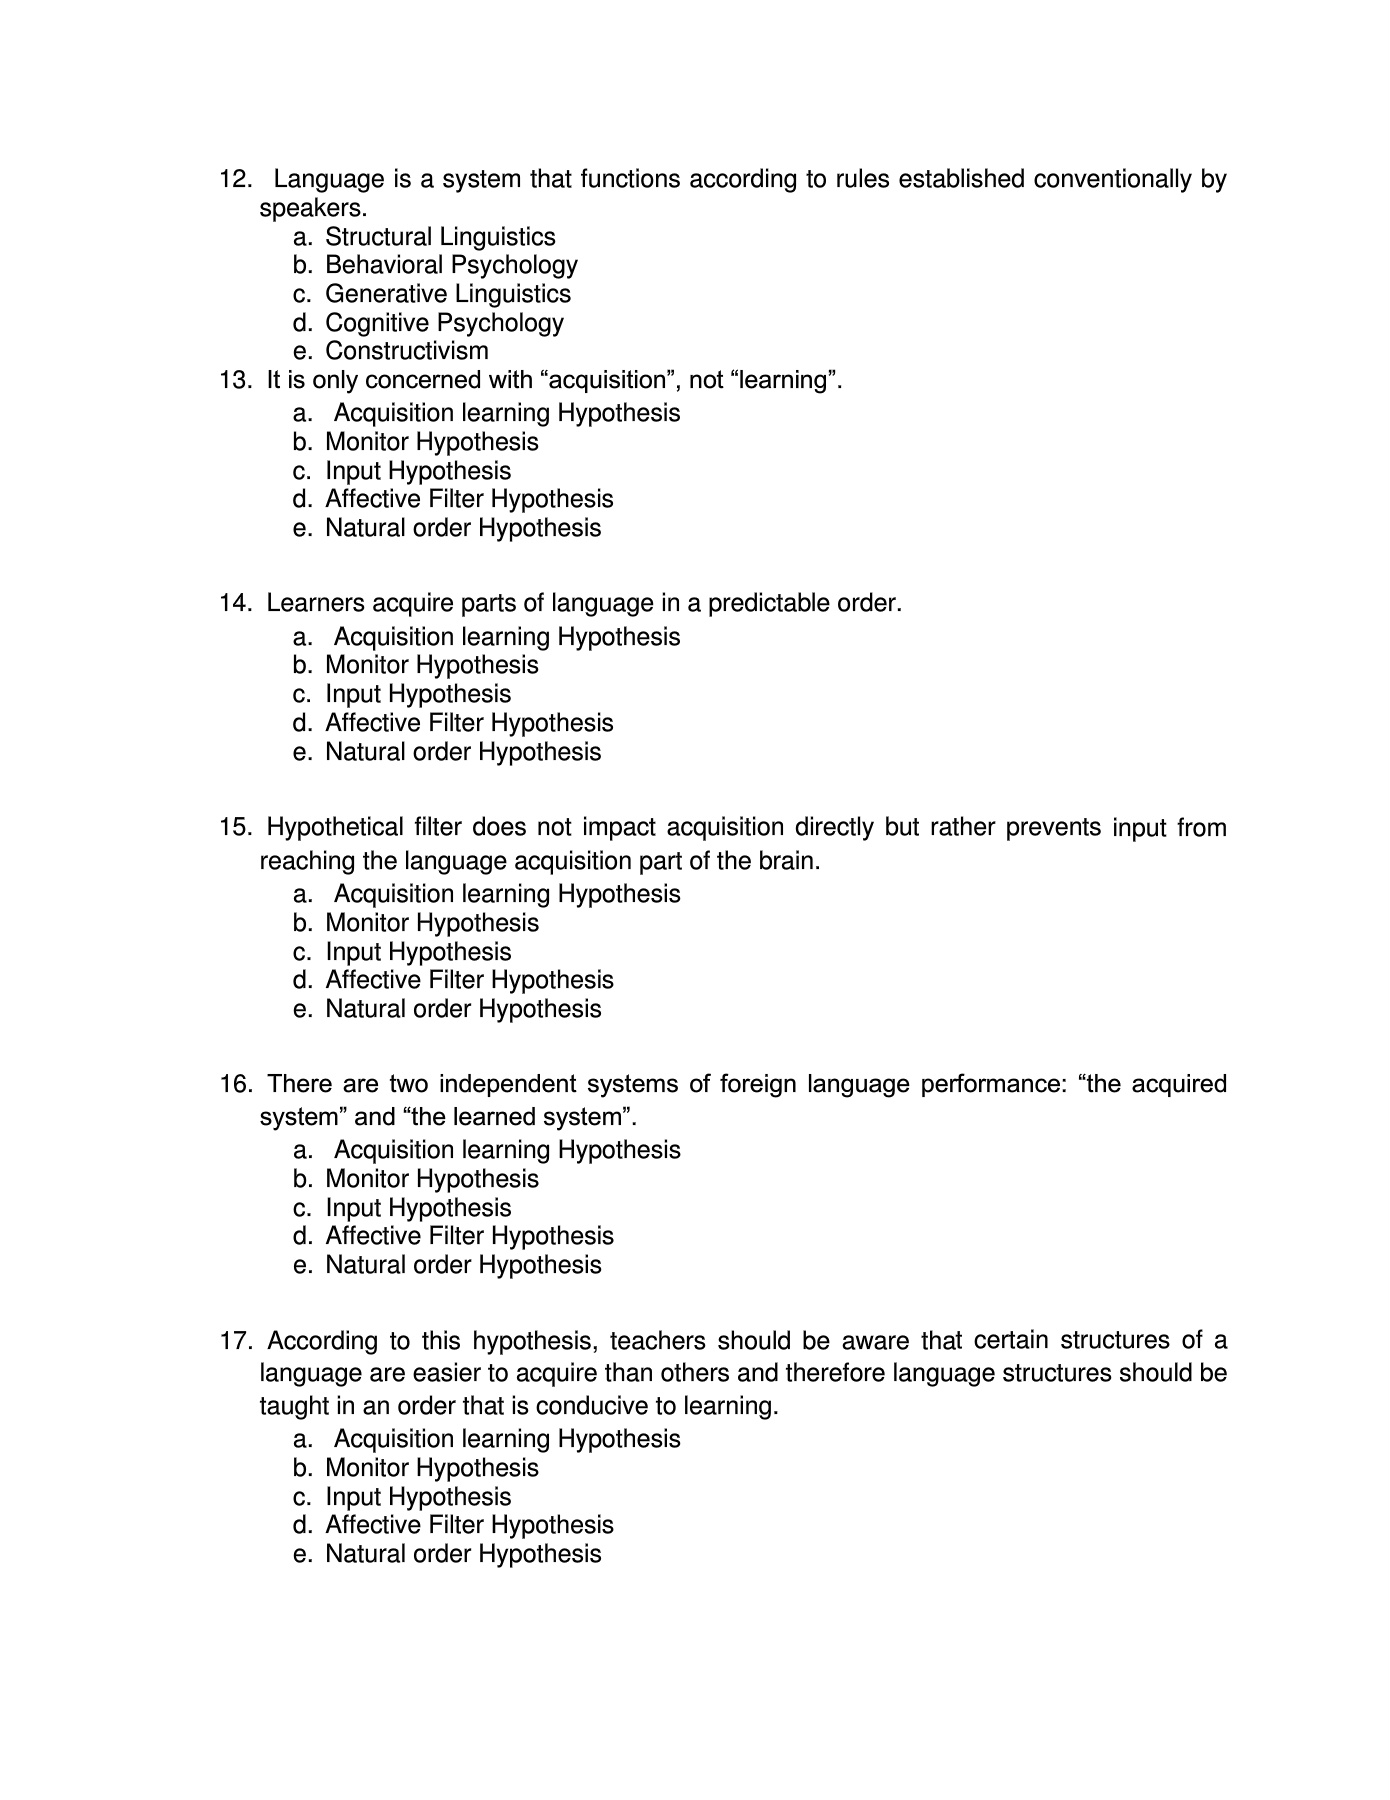 12. Language is a system that functions according to rules established conventionally by
speakers.
a. Structural Linguistics
b. Behavioral Psychology
c. Generative Linguistics
d. Cognitive Psychology
e. Constructivism
13. It is only concerned with “acquisition”, not “learning”.
a. Acquisition learning Hypothesis
b. Monitor Hypothesis
c. Input Hypothesis
d. Affective Filter Hypothesis
e. Natural order Hypothesis
14. Learners acquire parts of language in a predictable order.
a. Acquisition learning Hypothesis
b. Monitor Hypothesis
c. Input Hypothesis
d. Affective Filter Hypothesis
e. Natural order Hypothesis
15. Hypothetical filter does not impact acquisition directly but rather prevents input from
reaching the language acquisition part of the brain.
a. Acquisition learning Hypothesis
b. Monitor Hypothesis
c. Input Hypothesis
d. Affective Filter Hypothesis
e. Natural order Hypothesis
16. There are two independent systems of foreign language performance: “the acquired
system” and “the learned system”.
a. Acquisition learning Hypothesis
b. Monitor Hypothesis
c. Input Hypothesis
d. Affective Filter Hypothesis
e. Natural order Hypothesis
17. According to this hypothesis, teachers should be aware that certain structures of a
language are easier to acquire than others and therefore language structures should be
taught in an order that is conducive to learning.
a. Acquisition learning Hypothesis
b. Monitor Hypothesis
c. Input Hypothesis
d. Affective Filter Hypothesis
e. Natural order Hypothesis